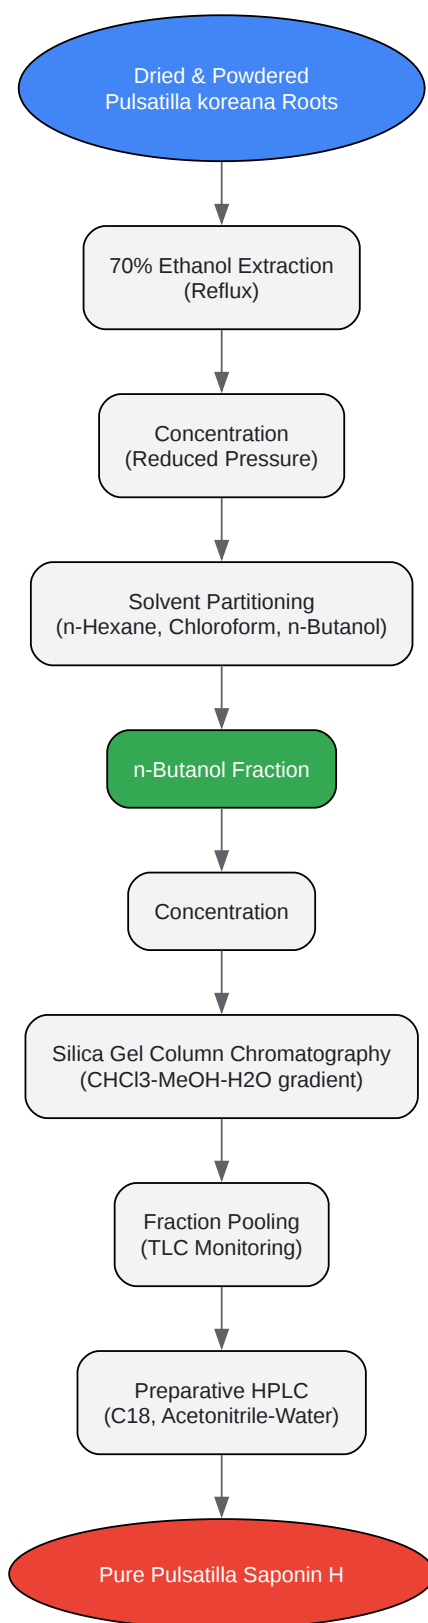 Dried & Powdered
Pulsatilla koreana Roots
70% Ethanol Extraction
(Reflux)
Concentration
(Reduced Pressure)
Solvent Partitioning
(n-Hexane, Chloroform, n-Butanol)
n-Butanol Fraction
Concentration
Silica Gel Column Chromatography
(CHCl3-MeOH-H2O gradient)
Fraction Pooling
(TLC Monitoring)
Preparative HPLC
(C18, Acetonitrile-Water)
Pure Pulsatilla Saponin H